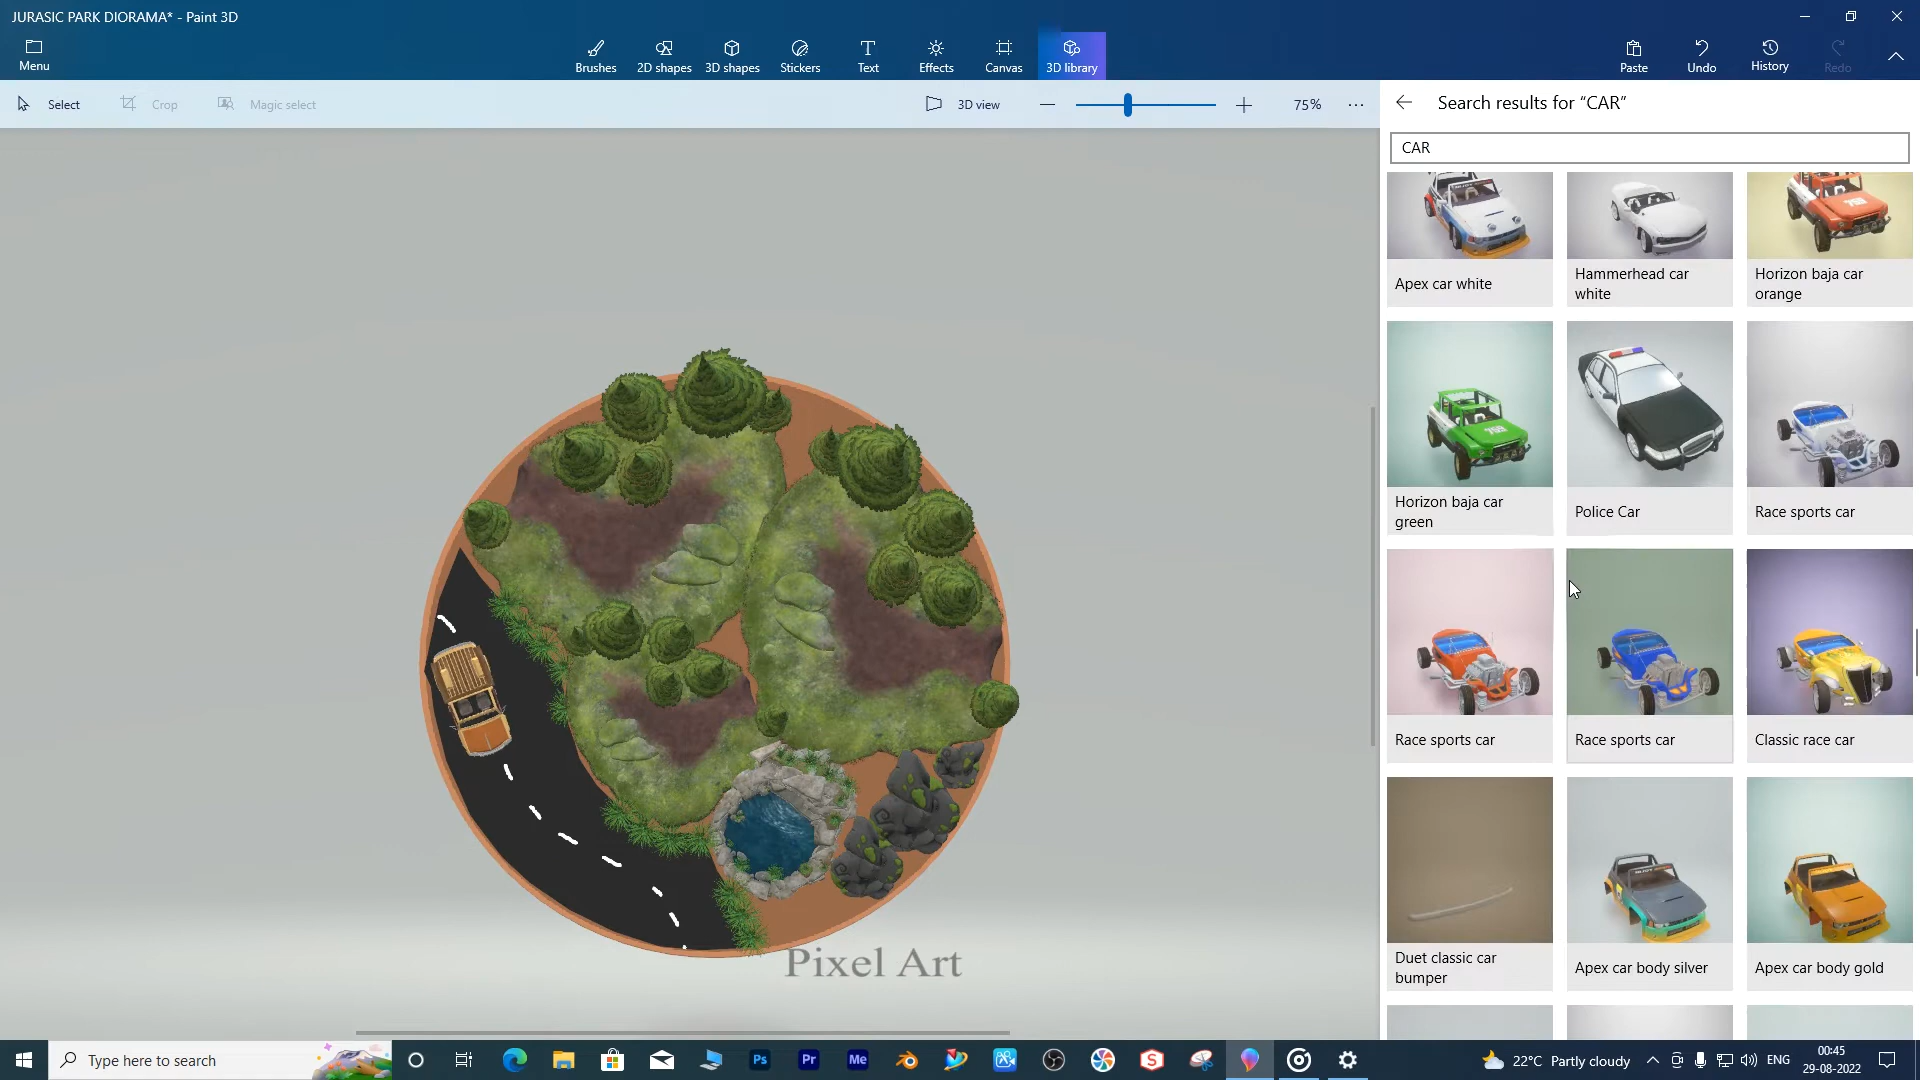 JURASIC PARK DIORAMA* - Paint 3D
Menu
Brushes
2D shapes
3D shapes
Stickers
Text
Effects
Canvas
3D library
Paste
Undo
History
Redo
Select
Crop
Magic select
3D view
75%
Search results for “CAR”
CAR
Apex car white
Hammerhead car
white
Horizon baja car
orange
Horizon baja car
green
Police Car
Race sports car
Race sports car
Race sports car
Classic race car
Duet classic car
bumper
Apex car body silver
Apex car body gold
Pixel Art
Type here to search
Ps
Pr
Me
22°C Partly cloudy
ENG
00:45
29-08-2022